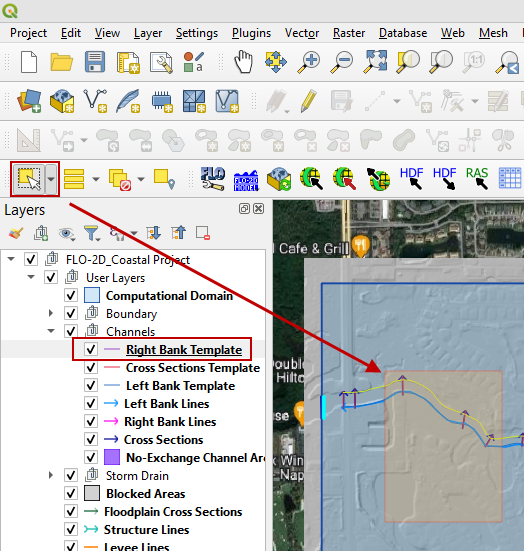 Project Edit View Layer Settings Plugins Vector Raster Database Web Mesh
FLO-2D
MODEL
HDF HDF RAS
Layers
FLO-2D_Coastal Project
User Layers
Computational Domain
Boundary
Channels
Right Bank Template
Cross Sections Template
Left Bank Template
Left Bank Lines
Right Bank Lines
Cross Sections
No-Exchange Channel Are
Storm Drain
Blocked Areas
Floodplain Cross Sections
Structure Lines
Levee Lines
l Café & Grill
Double
Hilto
se
x Win
Nap